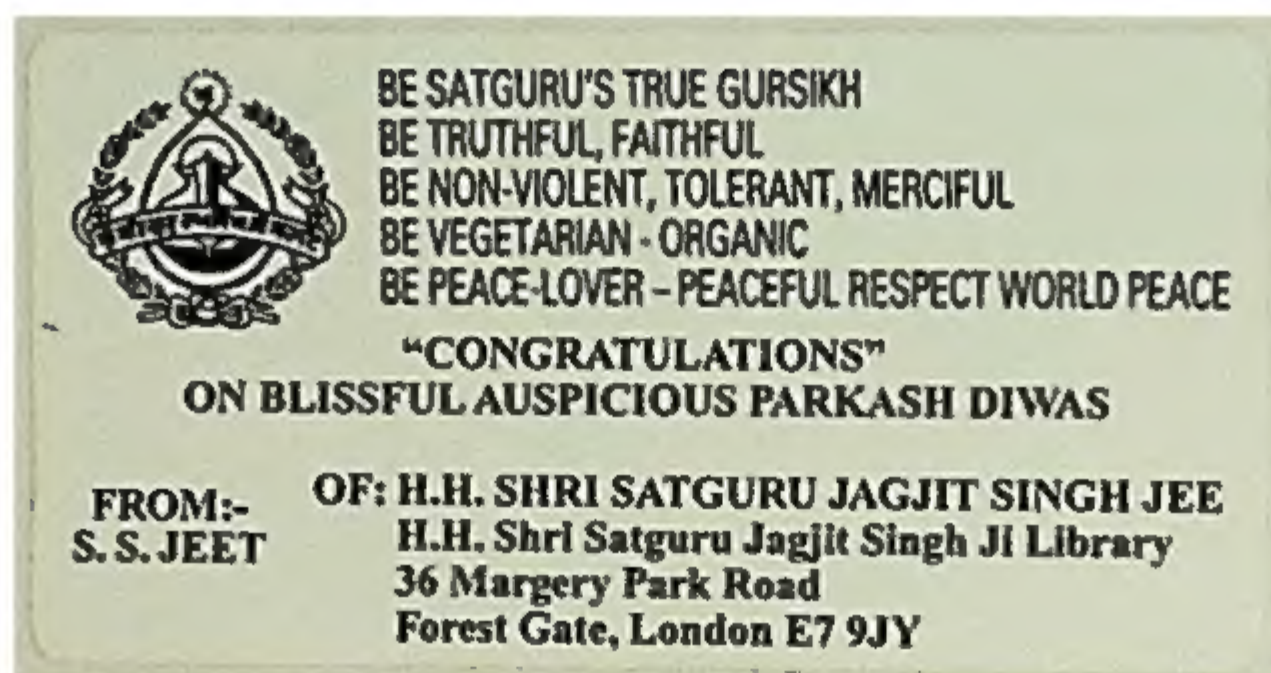 BE SATGURU'S TRUE GURSIKH
BE TRUTHFUL, FAITHFUL
BE NON-VIOLENT, TOLERANT, MERCIFUL
BE VEGETARIAN - ORGANIC
BE PEACE-LOVER – PEACEFUL RESPECT WORLD PEACE
“CONGRATULATIONS”
ON BLISSFUL AUSPICIOUS PARKASH DIWAS
FROM:-
S. S. JEET
OF: H.H. SHRI SATGURU JAGJIT SINGH JEE
H.H. Shri Satguru Jagjit Singh Ji Library
36 Margery Park Road
Forest Gate, London E7 9JY